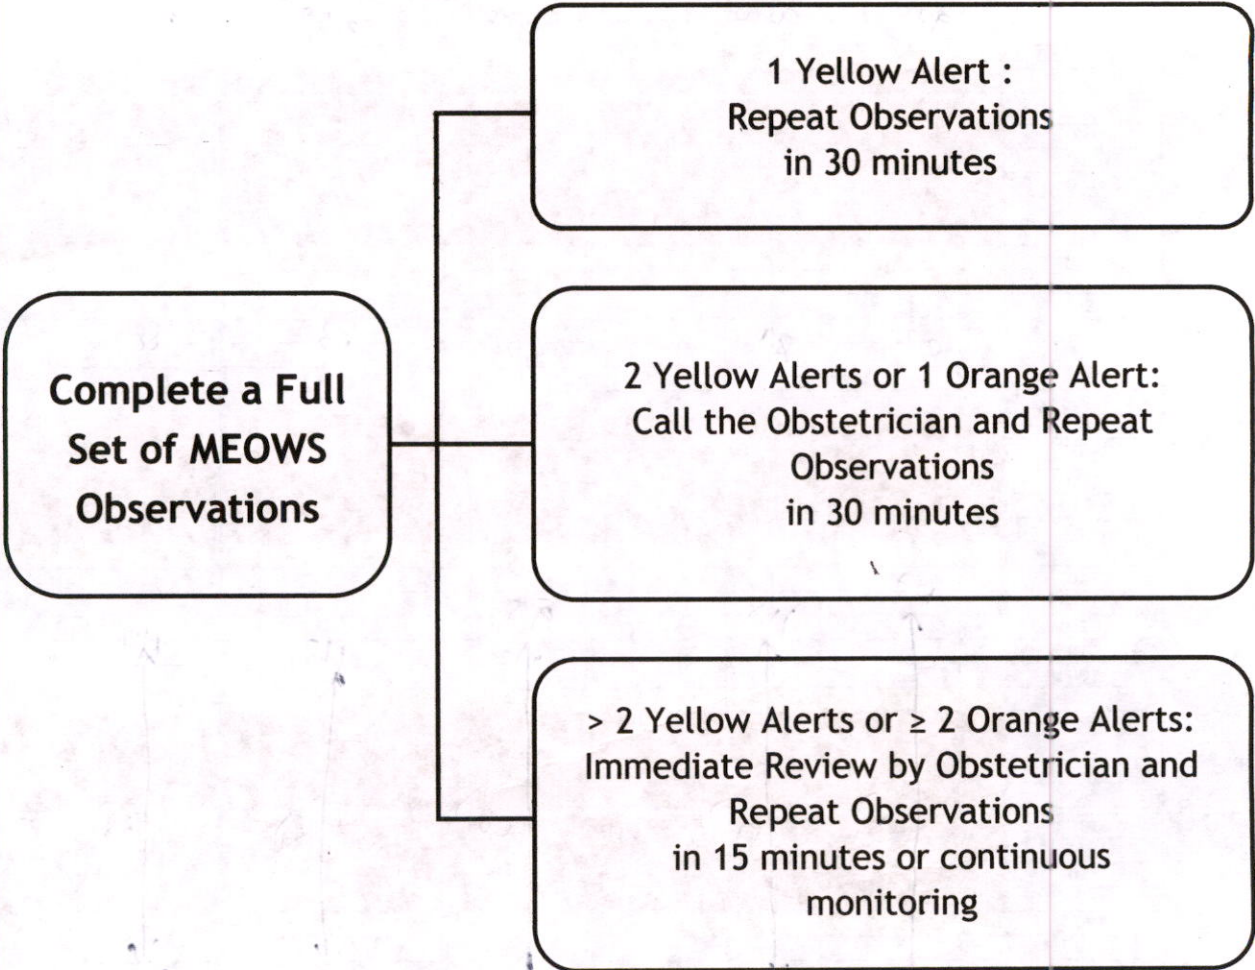 1 Yellow Alert :
Repeat Observations
in 30 minutes
Complete a Full
Set of MEOWS
Observations
2 Yellow Alerts or 1 Orange Alert:
Call the Obstetrician and Repeat
Observations
in 30 minutes
> 2 Yellow Alerts or ≥ 2 Orange Alerts:
Immediate Review by Obstetrician and
Repeat Observations
in 15 minutes or continuous
monitoring